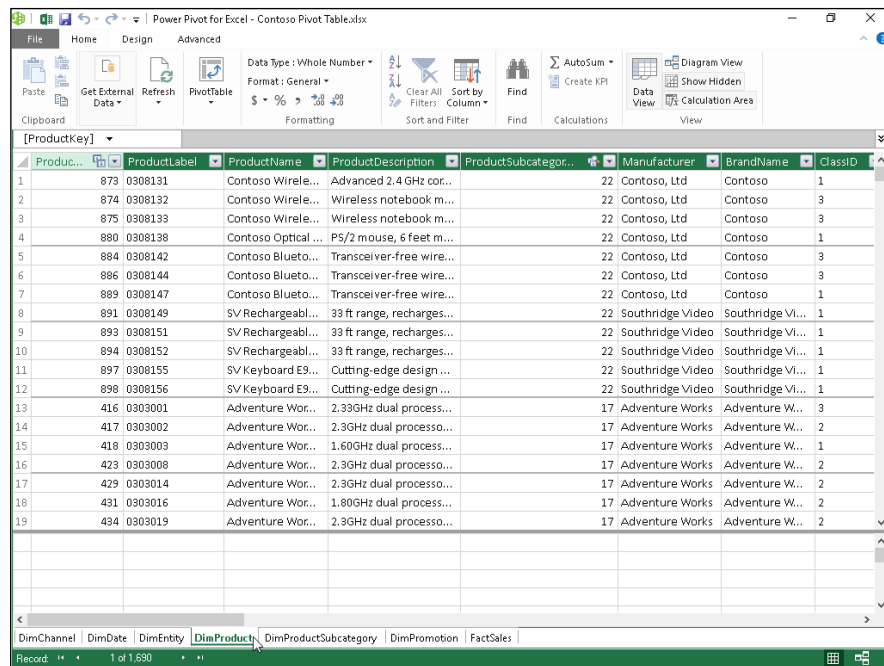 Power Pivot for Excel - Contoso Pivot Table.xlsx
File Home Design Advanced
Paste
Clipboard
Get External Data
Refresh
PivotTable
Data Type : Whole Number
Format : General
$ % , .00 .00
Formatting
Clear All Filters
Sort by Column
Sort and Filter
Find
Find
AutoSum
Create KPI
Calculations
Data View
Diagram View
Show Hidden
Calculation Area
View
[ProductKey]
Produc... ProductLabel ProductName ProductDescription ProductSubcategor... Manufacturer BrandName ClassID
1 873 0308131 Contoso Wirele... Advanced 2.4 GHz cor... 22 Contoso, Ltd Contoso 1
2 874 0308132 Contoso Wirele... Wireless notebook m... 22 Contoso, Ltd Contoso 3
3 875 0308133 Contoso Wirele... Wireless notebook m... 22 Contoso, Ltd Contoso 3
4 880 0308138 Contoso Optical ... PS/2 mouse, 6 feet m... 22 Contoso, Ltd Contoso 1
5 884 0308142 Contoso Blueto... Transceiver-free wire... 22 Contoso, Ltd Contoso 3
6 886 0308144 Contoso Blueto... Transceiver-free wire... 22 Contoso, Ltd Contoso 3
7 889 0308147 Contoso Blueto... Transceiver-free wire... 22 Contoso, Ltd Contoso 1
8 891 0308149 SV Rechargeabl... 33 ft range, recharges... 22 Southridge Video Southridge Vi... 1
9 893 0308151 SV Rechargeabl... 33 ft range, recharges... 22 Southridge Video Southridge Vi... 1
10 894 0308152 SV Rechargeabl... 33 ft range, recharges... 22 Southridge Video Southridge Vi... 1
11 897 0308155 SV Keyboard E9... Cutting-edge design ... 22 Southridge Video Southridge Vi... 1
12 898 0308156 SV Keyboard E9... Cutting-edge design ... 22 Southridge Video Southridge Vi... 1
13 416 0303001 Adventure Wor... 2.33GHz dual process... 17 Adventure Works Adventure W... 3
14 417 0303002 Adventure Wor... 2.3GHz dual processo... 17 Adventure Works Adventure W... 2
15 418 0303003 Adventure Wor... 1.60GHz dual process... 17 Adventure Works Adventure W... 1
16 423 0303008 Adventure Wor... 2.3GHz dual processo... 17 Adventure Works Adventure W... 2
17 429 0303014 Adventure Wor... 2.3GHz dual processo... 17 Adventure Works Adventure W... 2
18 431 0303016 Adventure Wor... 1.80GHz dual process... 17 Adventure Works Adventure W... 2
19 434 0303019 Adventure Wor... 2.3GHz dual processo... 17 Adventure Works Adventure W... 2
DimChannel DimDate DimEntity DimProduct DimProductSubcategory DimPromotion FactSales
Record: 1 of 1,690